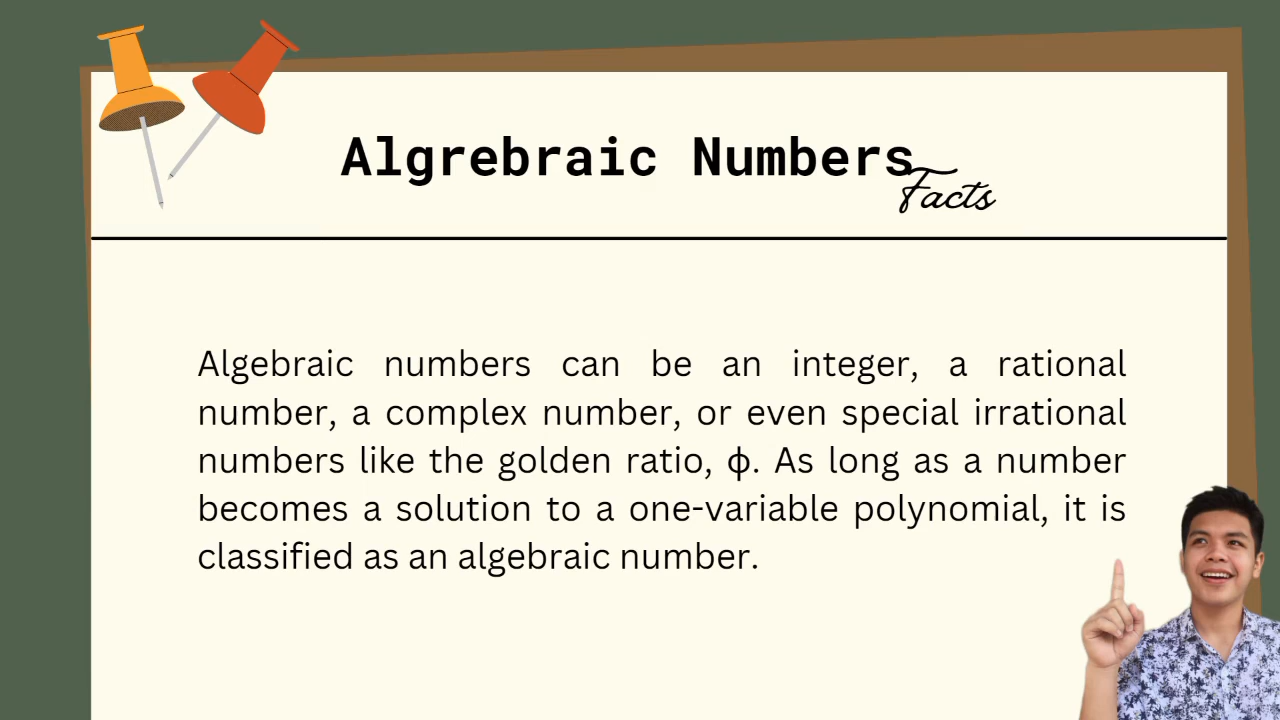 Algrebraic Numbers
Facts
Algebraic numbers can be an integer, a rational
number, a complex number, or even special irrational
numbers like the golden ratio, ϕ. As long as a number
becomes a solution to a one-variable polynomial, it is
classified as an algebraic number.